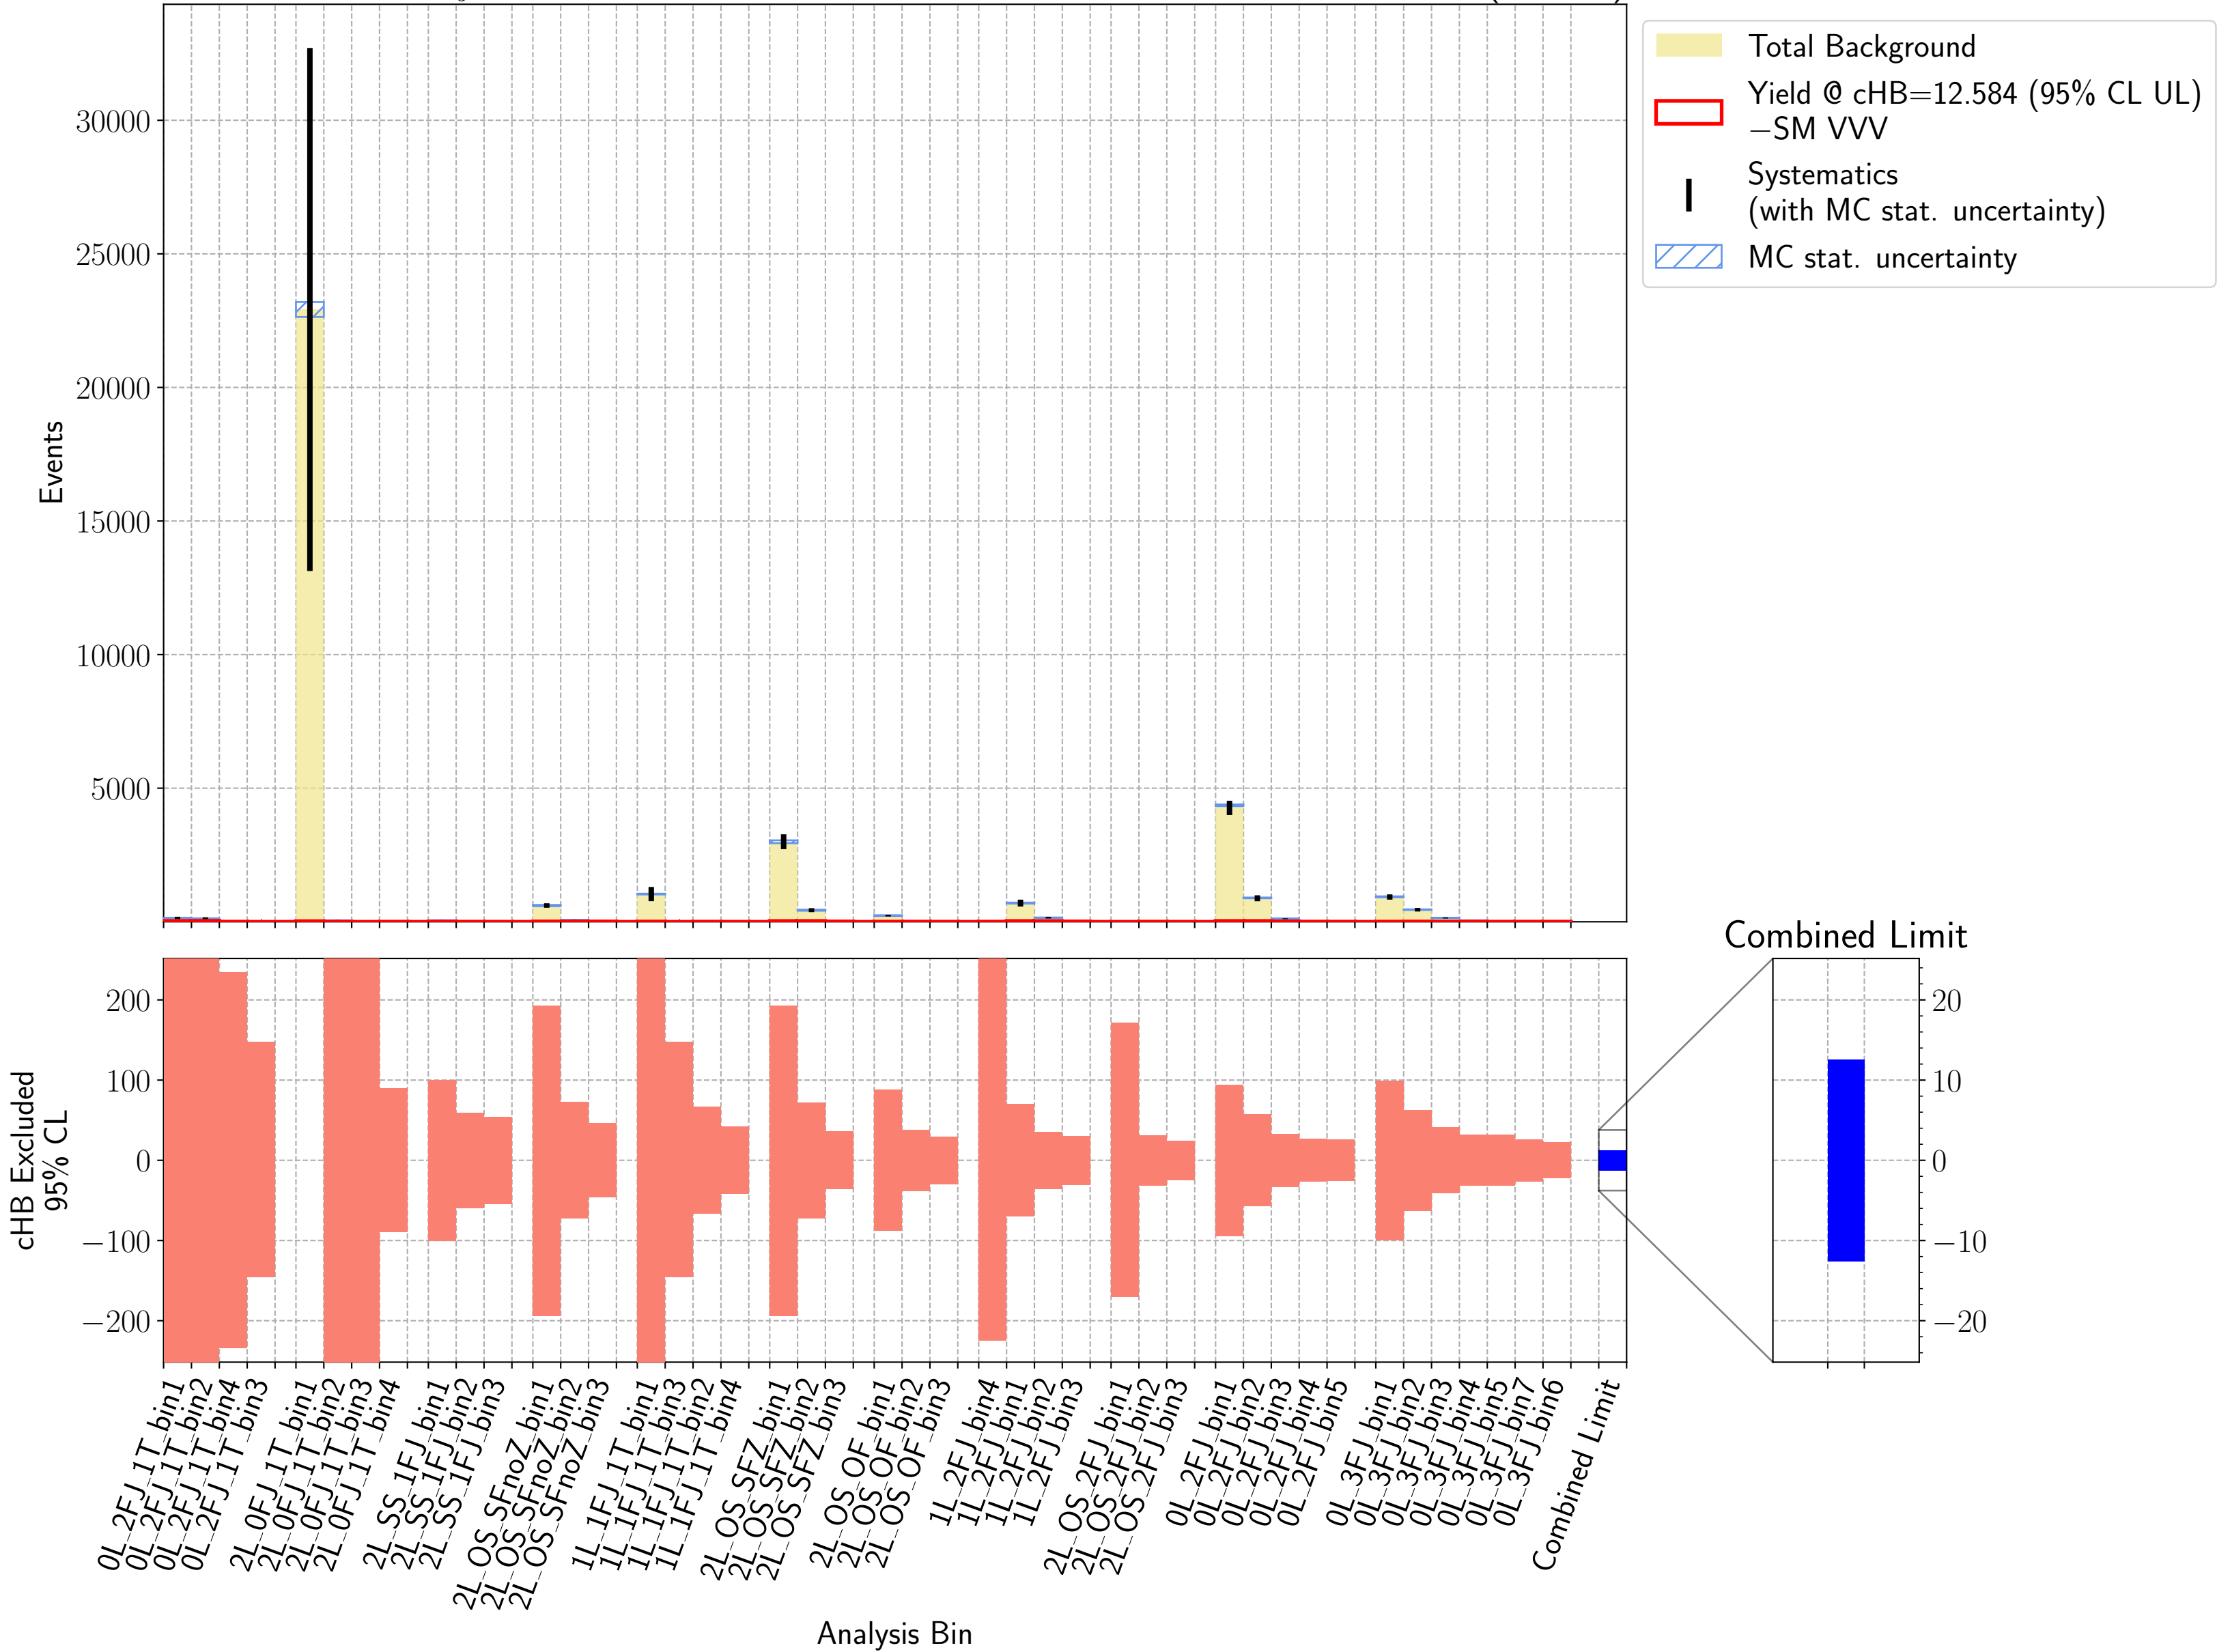 Total Background
Yield @ cHB=12.584 (95% CL UL)
−SM VVV
Systematics
(with MC stat. uncertainty)
MC stat. uncertainty
30000
25000
20000
15000
10000
5000
Events
Combined Limit
200
100
0
−100
−200
cHB Excluded
95% CL
20
10
0
−10
−20
0L_2FJ_1T_bin1
0L_2FJ_1T_bin2
0L_2FJ_1T_bin4
0L_2FJ_1T_bin3
2L_0FJ_1T_bin1
2L_0FJ_1T_bin2
2L_0FJ_1T_bin3
2L_0FJ_1T_bin4
2L_SS_1FJ_bin1
2L_SS_1FJ_bin2
2L_SS_1FJ_bin3
2L_OS_SFnoZ_bin1
2L_OS_SFnoZ_bin2
2L_OS_SFnoZ_bin3
1L_1FJ_1T_bin1
1L_1FJ_1T_bin3
1L_1FJ_1T_bin2
1L_1FJ_1T_bin4
2L_OS_SFZ_bin1
2L_OS_SFZ_bin2
2L_OS_SFZ_bin3
2L_OS_OF_bin1
2L_OS_OF_bin2
2L_OS_OF_bin3
1L_2FJ_bin4
1L_2FJ_bin1
1L_2FJ_bin2
1L_2FJ_bin3
2L_OS_2FJ_bin1
2L_OS_2FJ_bin2
2L_OS_2FJ_bin3
0L_2FJ_bin1
0L_2FJ_bin2
0L_2FJ_bin3
0L_2FJ_bin4
0L_2FJ_bin5
0L_3FJ_bin1
0L_3FJ_bin2
0L_3FJ_bin3
0L_3FJ_bin4
0L_3FJ_bin5
0L_3FJ_bin7
0L_3FJ_bin6
Combined Limit
Analysis Bin